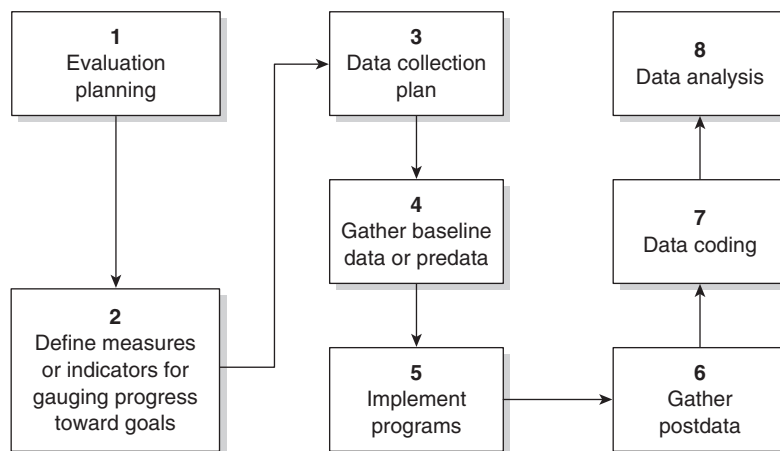 1
Evaluation
planning
2
Define measures
or indicators for
gauging progress
toward goals
3
Data collection
plan
4
Gather baseline
data or predata
5
Implement
programs
6
Gather
postdata
7
Data coding
8
Data analysis